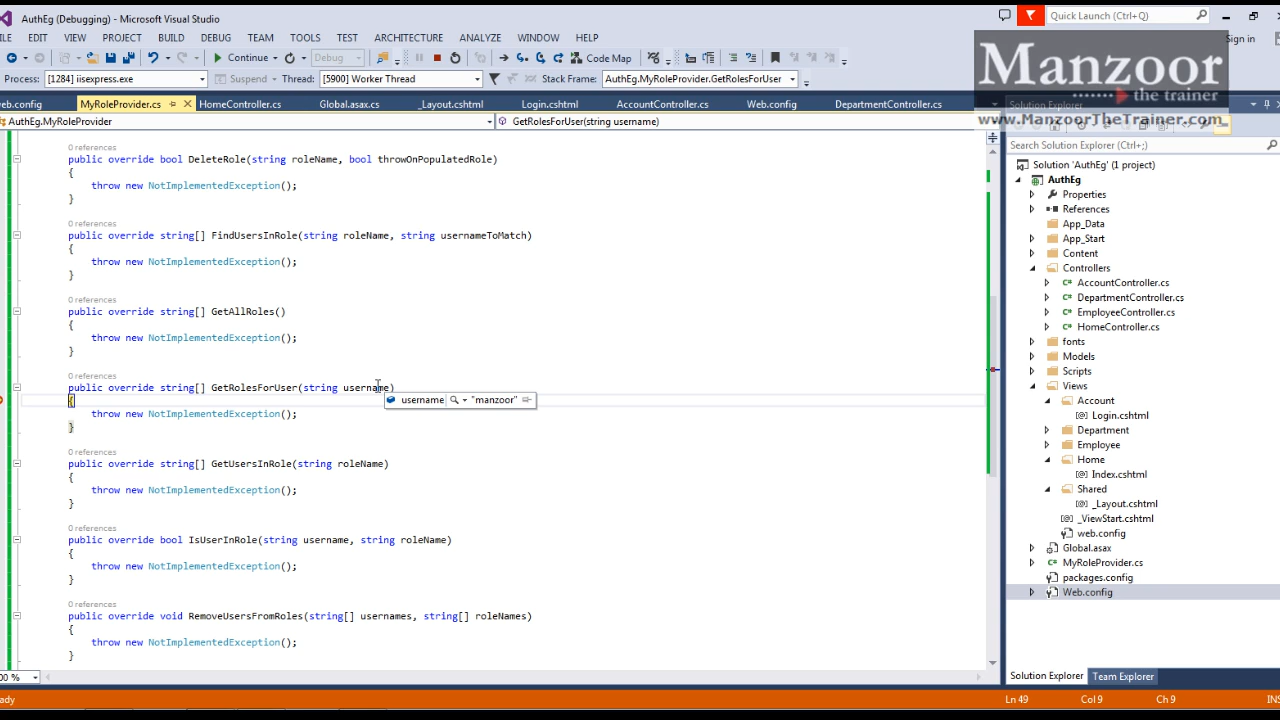 AuthEg (Debugging) - Microsoft Visual Studio
Quick Launch (Ctrl+Q)
EDIT VIEW PROJECT BUILD DEBUG TEAM TOOLS TEST ARCHITECTURE ANALYZE WINDOW HELP
Sign in
Continue Debug Code Map
Process: [1284] iisexpress.exe Suspend Thread: [5900] Worker Thread Stack Frame: AuthEg.MyRoleProvider.GetRolesForUser
Manzoor
the trainer
www.ManzoorTheTrainer.com
eb.config MyRoleProvider.cs HomeController.cs Global.asax.cs _Layout.cshtml Login.cshtml AccountController.cs Web.config DepartmentController.cs
Solution Explorer
AuthEg.MyRoleProvider GetRolesForUser(string username)
0 references
public override bool DeleteRole(string roleName, bool throwOnPopulatedRole)
{
throw new NotImplementedException();
}
0 references
public override string[] FindUsersInRole(string roleName, string usernameToMatch)
{
throw new NotImplementedException();
}
0 references
public override string[] GetAllRoles()
{
throw new NotImplementedException();
}
0 references
public override string[] GetRolesForUser(string username)
{
username "manzoor"
throw new NotImplementedException();
}
0 references
public override string[] GetUsersInRole(string roleName)
{
throw new NotImplementedException();
}
0 references
public override bool IsUserInRole(string username, string roleName)
{
throw new NotImplementedException();
}
0 references
public override void RemoveUsersFromRoles(string[] usernames, string[] roleNames)
{
throw new NotImplementedException();
}
Search Solution Explorer (Ctrl+;)
Solution 'AuthEg' (1 project)
AuthEg
Properties
References
App_Data
App_Start
Content
Controllers
AccountController.cs
DepartmentController.cs
EmployeeController.cs
HomeController.cs
fonts
Models
Scripts
Views
Account
Login.cshtml
Department
Employee
Home
Index.cshtml
Shared
_Layout.cshtml
_ViewStart.cshtml
web.config
Global.asax
MyRoleProvider.cs
packages.config
Web.config
00 %
Solution Explorer Team Explorer
ady Ln 49 Col 9 Ch 9 INS